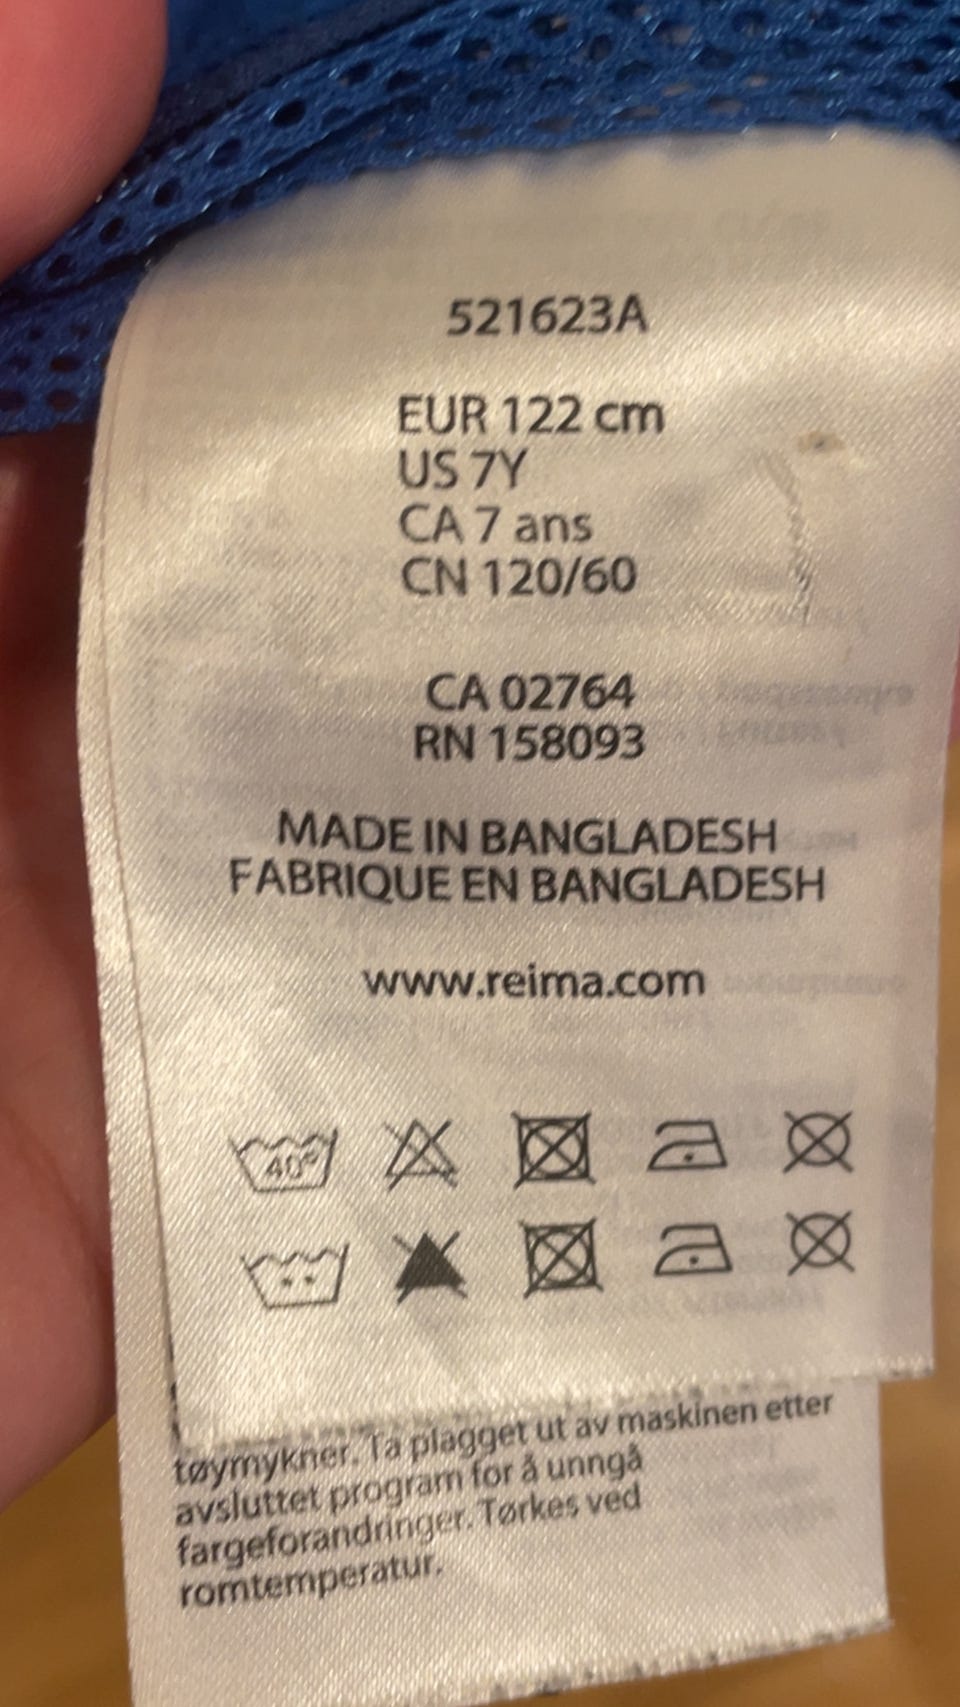 521623A
EUR 122 cm
US 7Y
CA 7 ans
CN 120/60
CA 02764
RN 158093
MADE IN BANGLADESH
FABRIQUE EN BANGLADESH
www.reima.com
40°
tøymykner. Ta plagget ut av maskinen etter
avsluttet program for å unngå
fargeforandringer. Tørkes ved
romtemperatur.